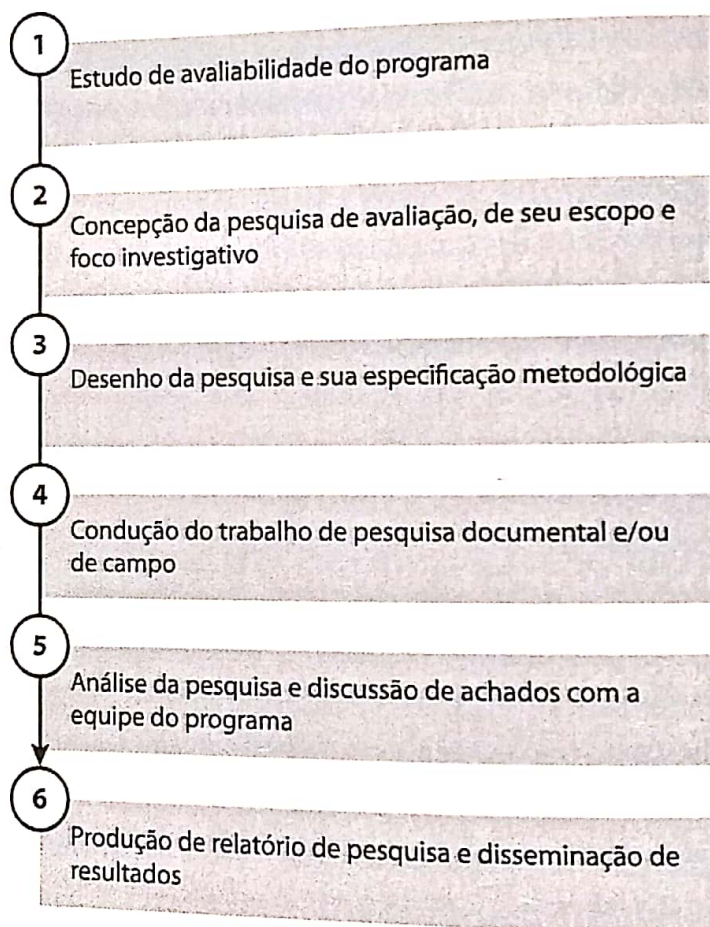 1
Estudo de avaliabilidade do programa
2
Concepção da pesquisa de avaliação, de seu escopo e
foco investigativo
3
Desenho da pesquisa e sua especificação metodológica
4
Condução do trabalho de pesquisa documental e/ou
de campo
5
Análise da pesquisa e discussão de achados com a
equipe do programa
6
Produção de relatório de pesquisa e disseminação de
resultados